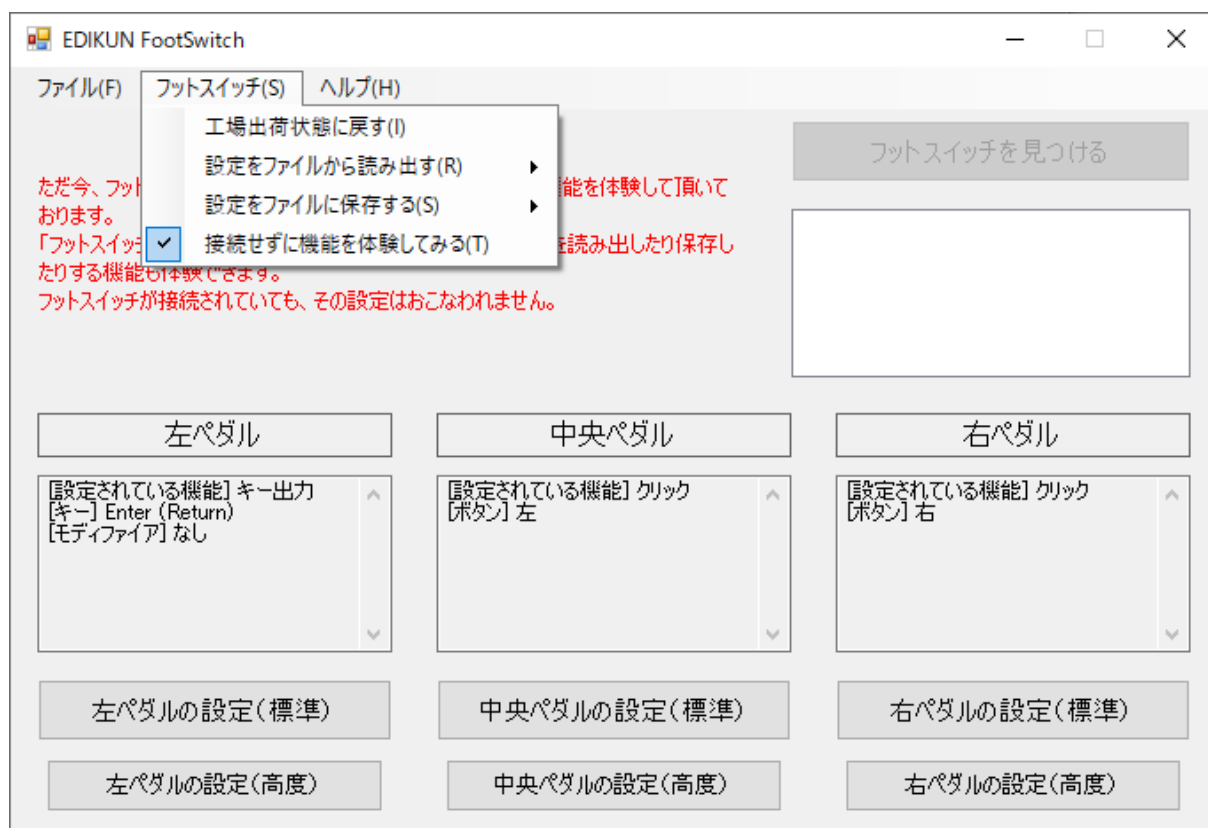 EDIKUN FootSwitch
ファイル(F) フットスイッチ(S) ヘルプ(H)
工場出荷状態に戻す(I)
設定をファイルから読み出す(R)
設定をファイルに保存する(S)
接続せずに機能を体験してみる(T)
フットスイッチを見つける
ただ今、フット
能を体験して頂いて
おります。
「フットスイッ
を読み出したり保存し
たりする機能も体験できます。
フットスイッチが接続されていても、その設定はおこなわれません。
左ペダル
中央ペダル
右ペダル
[設定されている機能] キー出力
[キー] Enter (Return)
[モディファイア] なし
[設定されている機能] クリック
[ボタン] 左
[設定されている機能] クリック
[ボタン] 右
左ペダルの設定(標準)
中央ペダルの設定(標準)
右ペダルの設定(標準)
左ペダルの設定(高度)
中央ペダルの設定(高度)
右ペダルの設定(高度)